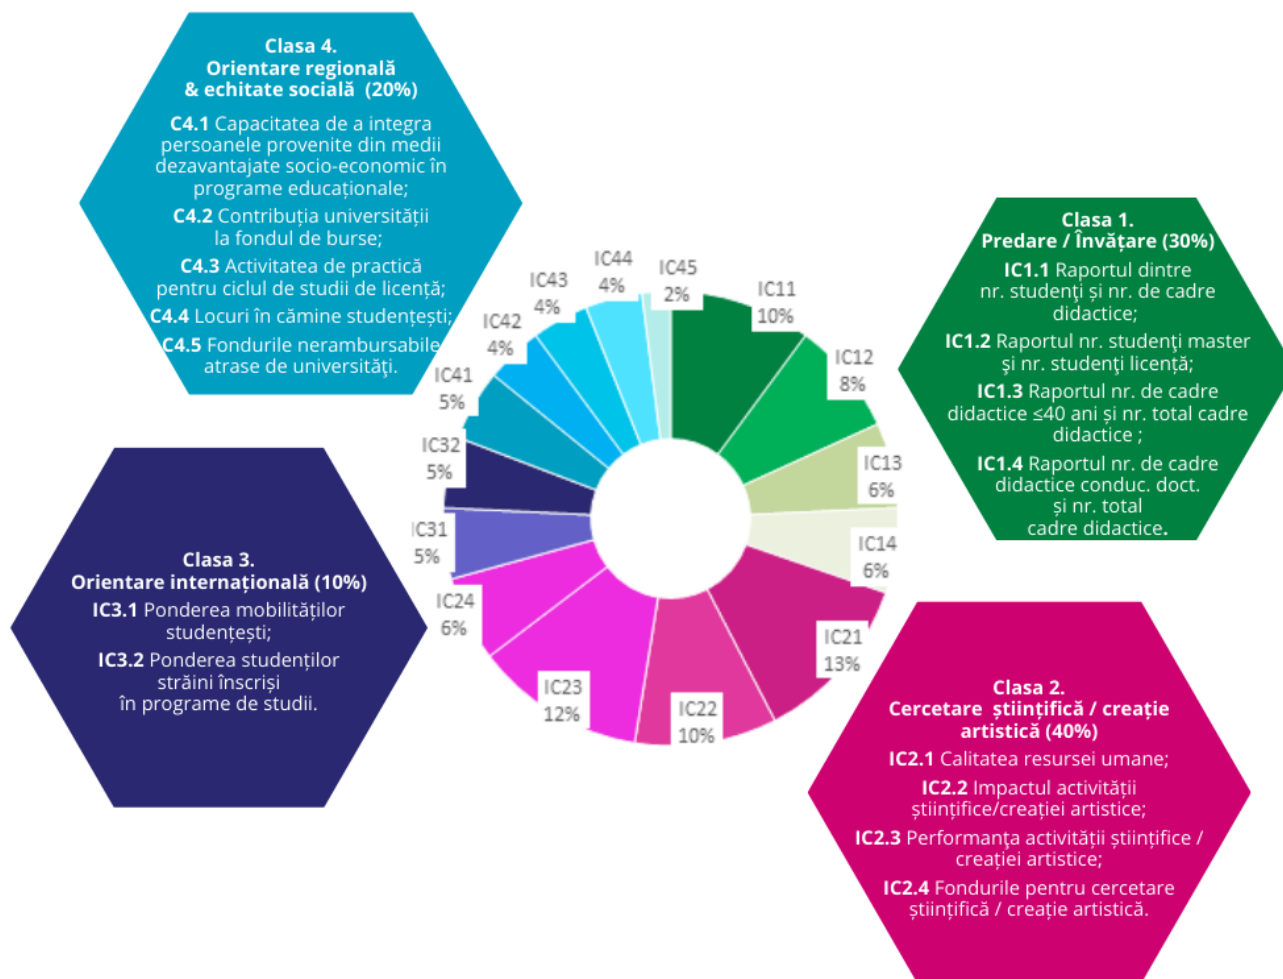 Clasa 4.
Orientare regională
& echitate socială (20%)
C4.1 Capacitatea de a integra
persoanele provenite din medii
dezavantajate socio-economic în
programe educaționale;
C4.2 Contribuția universității
la fondul de burse;
C4.3 Activitatea de practică
pentru ciclul de studii de licență;
C4.4 Locuri în cămine studențești;
C4.5 Fondurile nerambursabile
atrase de universităţi.
Clasa 1.
Predare / Învățare (30%)
IC1.1 Raportul dintre
nr. studenţi și nr. de cadre
didactice;
IC1.2 Raportul nr. studenţi master
şi nr. studenţi licență;
IC1.3 Raportul nr. de cadre
didactice ≤40 ani și nr. total cadre
didactice ;
IC1.4 Raportul nr. de cadre
didactice conduc. doct.
și nr. total
cadre didactice.
IC45
2%
IC11
10%
IC12
8%
IC13
6%
IC14
6%
IC21
13%
IC22
10%
IC23
12%
IC24
6%
IC31
5%
IC32
5%
IC41
5%
IC42
4%
IC43
4%
IC44
4%
Clasa 3.
Orientare internațională (10%)
IC3.1 Ponderea mobilităților
studențești;
IC3.2 Ponderea studenților
străini înscriși
în programe de studii.
Clasa 2.
Cercetare științifică / creație
artistică (40%)
IC2.1 Calitatea resursei umane;
IC2.2 Impactul activității
științifice/creației artistice;
IC2.3 Performanţa activității științifice /
creației artistice;
IC2.4 Fondurile pentru cercetare
științifică / creație artistică.